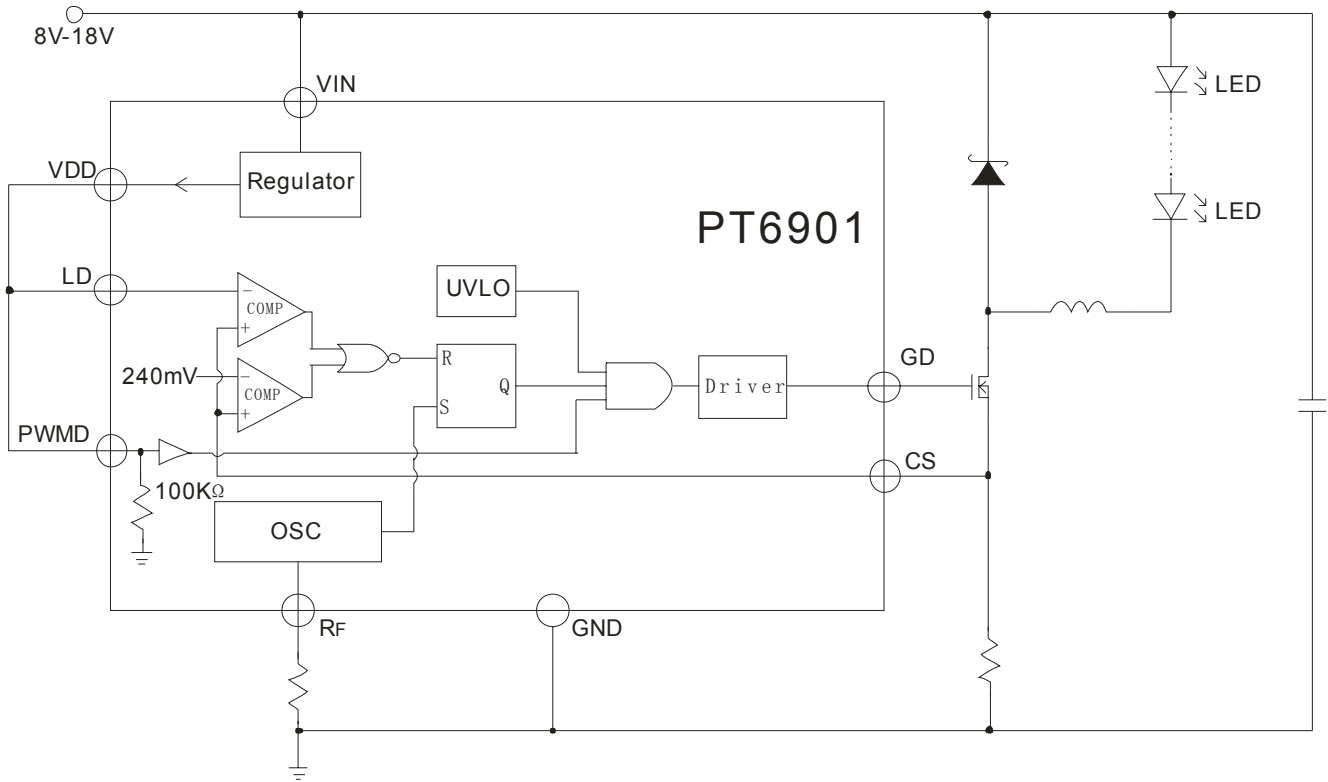 8V-18V
VIN
LED
VDD
Regulator
LED
PT6901
LD
UVLO
−
COMP
+
GD
240mV
−
COMP
+
R
Q
S
Driver
PWMD
CS
100KΩ
OSC
RF
GND